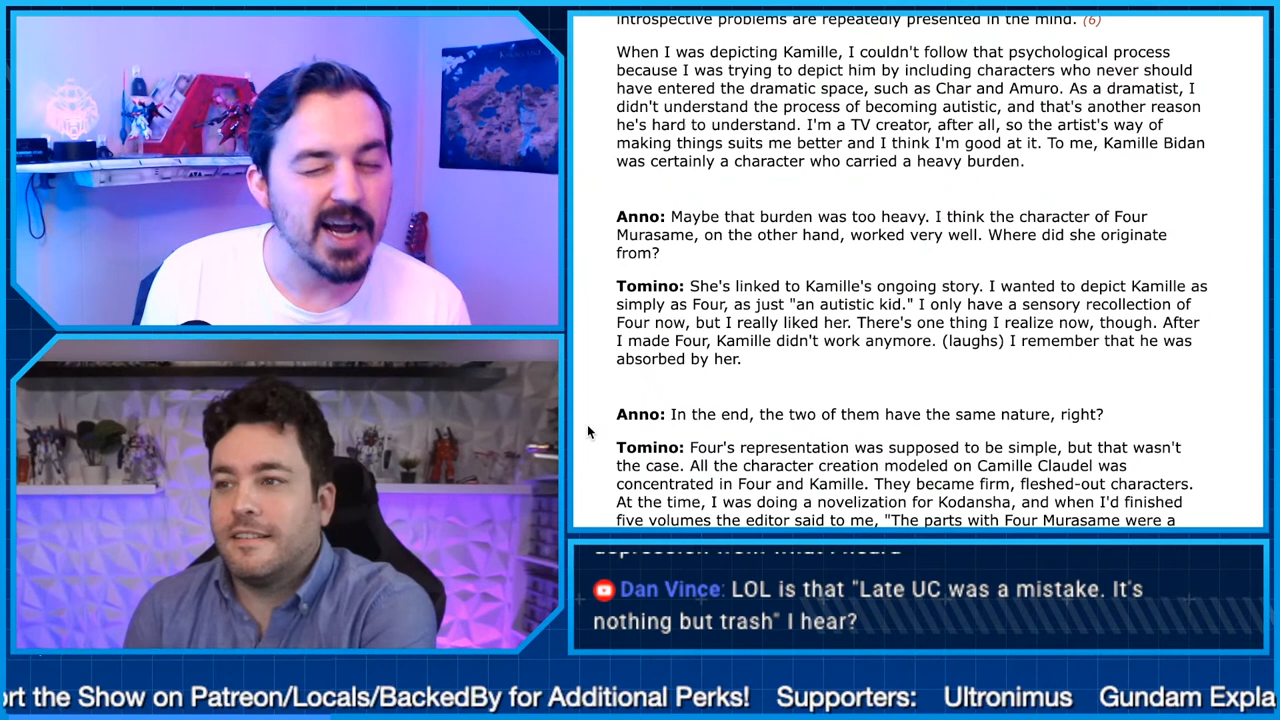 introspective problems are repeatedly presented in the mind. (6)
When I was depicting Kamille, I couldn't follow that psychological process
because I was trying to depict him by including characters who never should
have entered the dramatic space, such as Char and Amuro. As a dramatist, I
didn't understand the process of becoming autistic, and that's another reason
he's hard to understand. I'm a TV creator, after all, so the artist's way of
making things suits me better and I think I'm good at it. To me, Kamille Bidan
was certainly a character who carried a heavy burden.
Anno: Maybe that burden was too heavy. I think the character of Four
Murasame, on the other hand, worked very well. Where did she originate
from?
Tomino: She's linked to Kamille's ongoing story. I wanted to depict Kamille as
simply as Four, as just "an autistic kid." I only have a sensory recollection of
Four now, but I really liked her. There's one thing I realize now, though. After
I made Four, Kamille didn't work anymore. (laughs) I remember that he was
absorbed by her.
Anno: In the end, the two of them have the same nature, right?
Tomino: Four's representation was supposed to be simple, but that wasn't
the case. All the character creation modeled on Camille Claudel was
concentrated in Four and Kamille. They became firm, fleshed-out characters.
At the time, I was doing a novelization for Kodansha, and when I'd finished
five volumes the editor said to me, "The parts with Four Murasame were a
depression from what I heard
Dan Vince: LOL is that "Late UC was a mistake. It's
nothing but trash" I hear?
ort the Show on Patreon/Locals/BackedBy for Additional Perks! Supporters: Ultronimus Gundam Expla